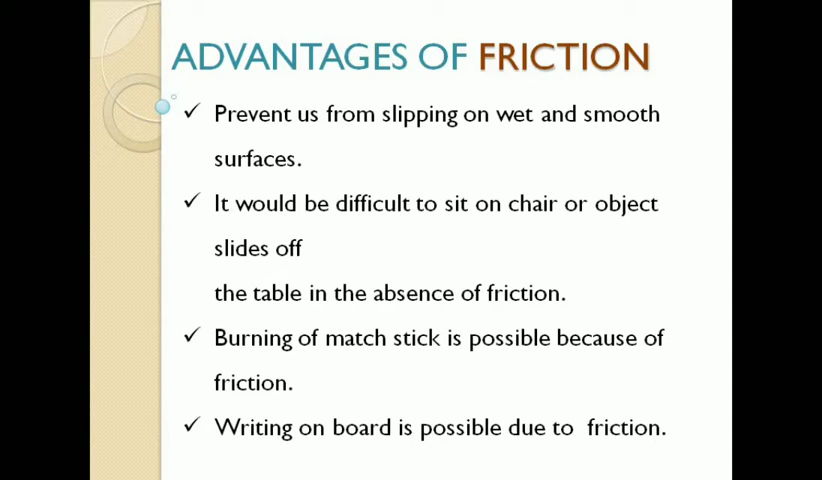 ADVANTAGES OF FRICTION
✓ Prevent us from slipping on wet and smooth
surfaces.
✓ It would be difficult to sit on chair or object
slides off
the table in the absence of friction.
✓ Burning of match stick is possible because of
friction.
✓ Writing on board is possible due to friction.